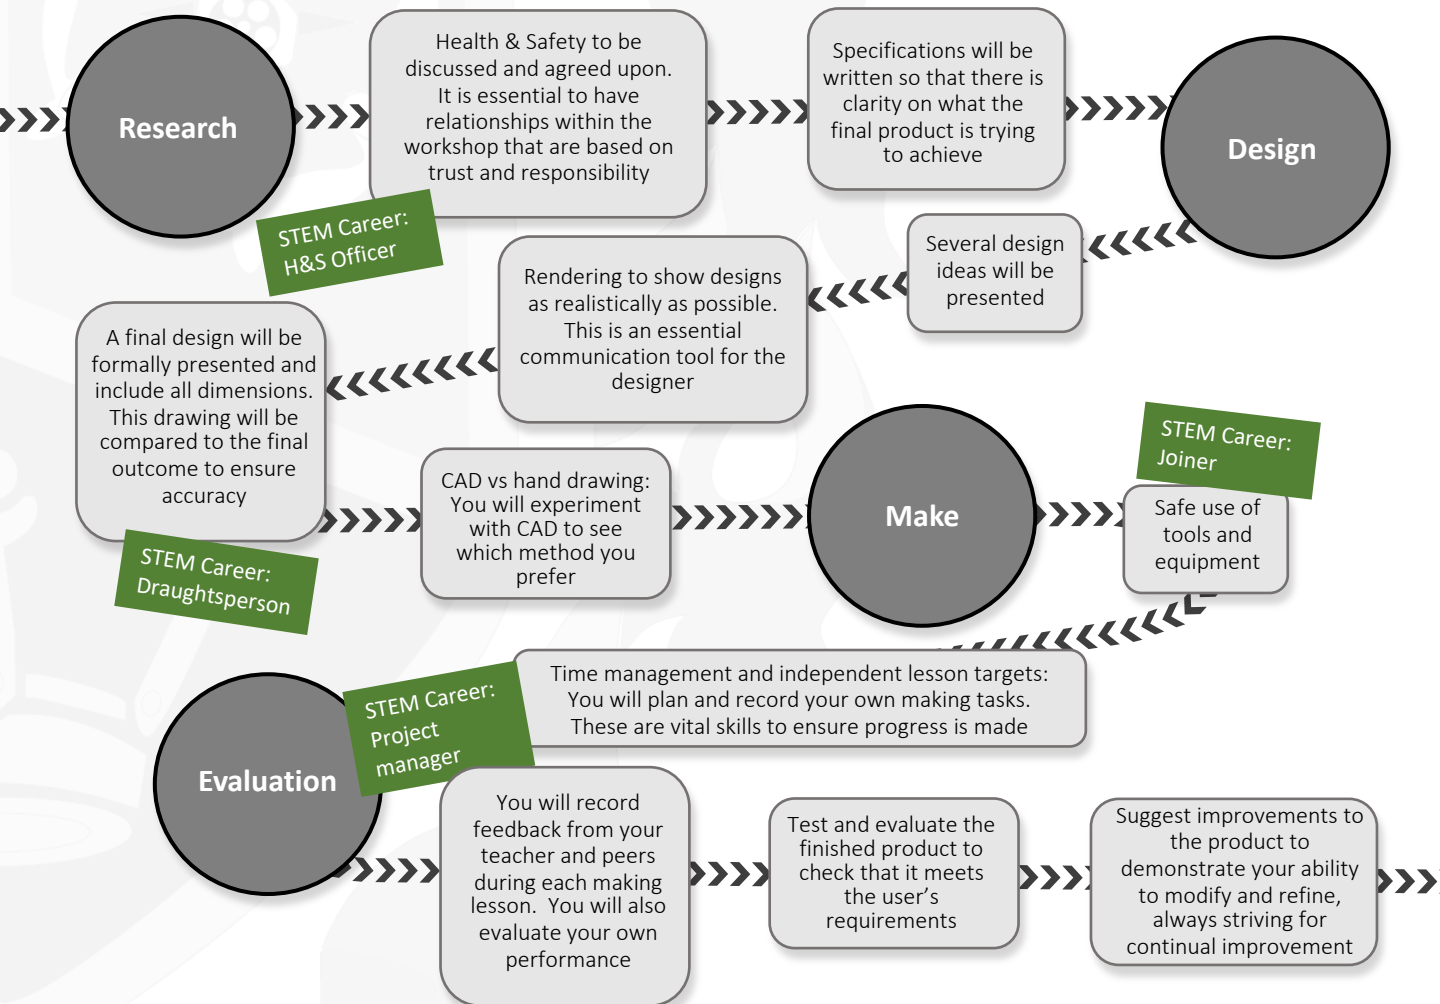 Research
Health & Safety to be
discussed and agreed upon.
It is essential to have
relationships within the
workshop that are based on
trust and responsibility
STEM Career:
H&S Officer
Specifications will be
written so that there is
clarity on what the
final product is trying
to achieve
Design
Several design
ideas will be
presented
Rendering to show designs
as realistically as possible.
This is an essential
communication tool for the
designer
A final design will be
formally presented and
include all dimensions.
This drawing will be
compared to the final
outcome to ensure
accuracy
STEM Career:
Draughtsperson
CAD vs hand drawing:
You will experiment
with CAD to see
which method you
prefer
Make
STEM Career:
Joiner
Safe use of
tools and
equipment
Time management and independent lesson targets:
You will plan and record your own making tasks.
These are vital skills to ensure progress is made
STEM Career:
Project
manager
Evaluation
You will record
feedback from your
teacher and peers
during each making
lesson.  You will also
evaluate your own
performance
Test and evaluate the
finished product to
check that it meets
the user’s
requirements
Suggest improvements to
the product to
demonstrate your ability
to modify and refine,
always striving for
continual improvement